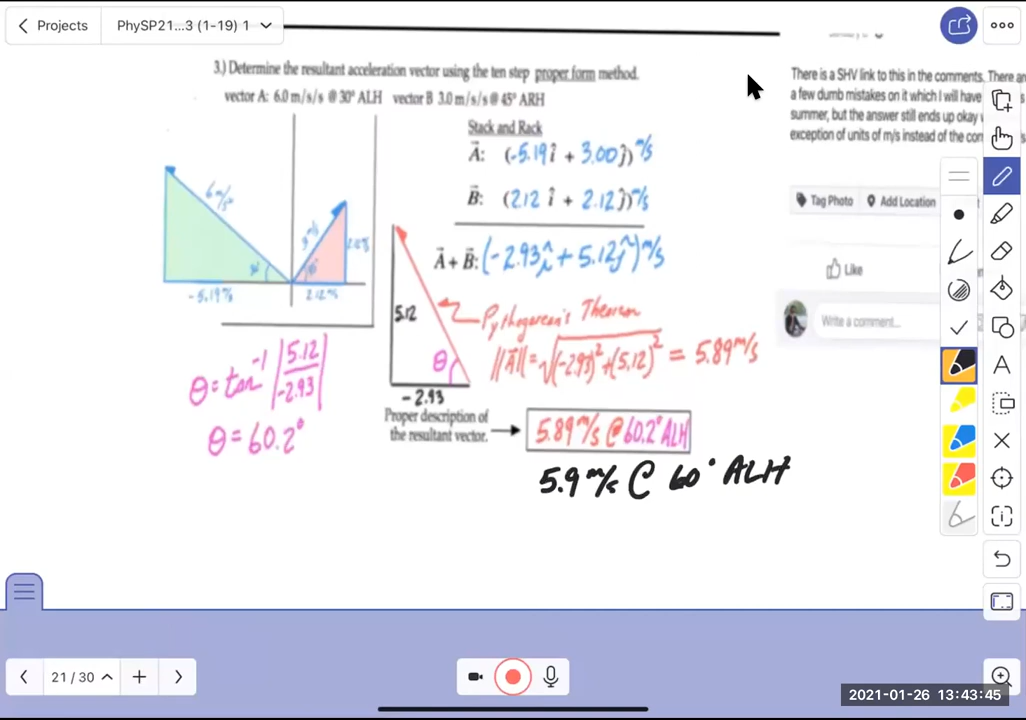 Projects
PhySP21...3 (1-19) 1
3.) Determine the resultant acceleration vector using the ten step proper form method.
vector A: 6.0 m/s/s @ 30° ALH vector B 3.0 m/s/s @ 45° ARH
Stack and Rack
A: (-5.19 î + 3.00 ĵ) m/s
B: (2.12 î + 2.12 ĵ) m/s
A + B: (-2.93 î + 5.12 ĵ) m/s
-5.19 m/s
2.12 m/s
5.12
θ
-2.93
Pythagorean's Theorem
||A|| = √(-2.93)² + (5.12)² = 5.89 m/s
θ = tan⁻¹ |5.12/-2.93|
θ = 60.2°
Proper description of
the resultant vector.
5.89 m/s @ 60.2° ALH
5.9 m/s @ 60° ALH
There is a SHV link to this in the comments. There
a few dumb mistakes on it which I will have
summer, but the answer still ends up okay
exception of units of m/s instead of the
Tag Photo
Add Location
Like
Write a comment...
21 / 30
2021-01-26 13:43:45